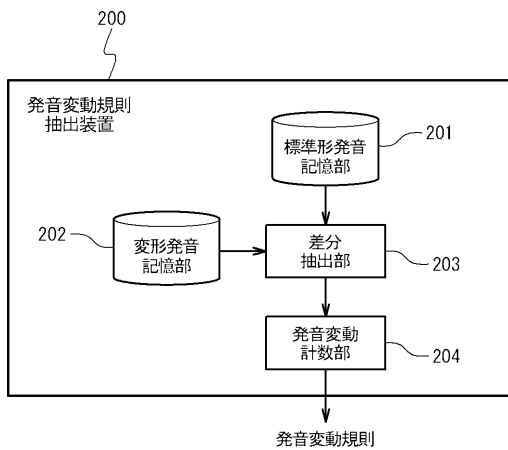 200
発音変動規則
抽出装置
標準形発音
記憶部
201
202
変形発音
記憶部
差分
抽出部
203
発音変動
計数部
204
発音変動規則